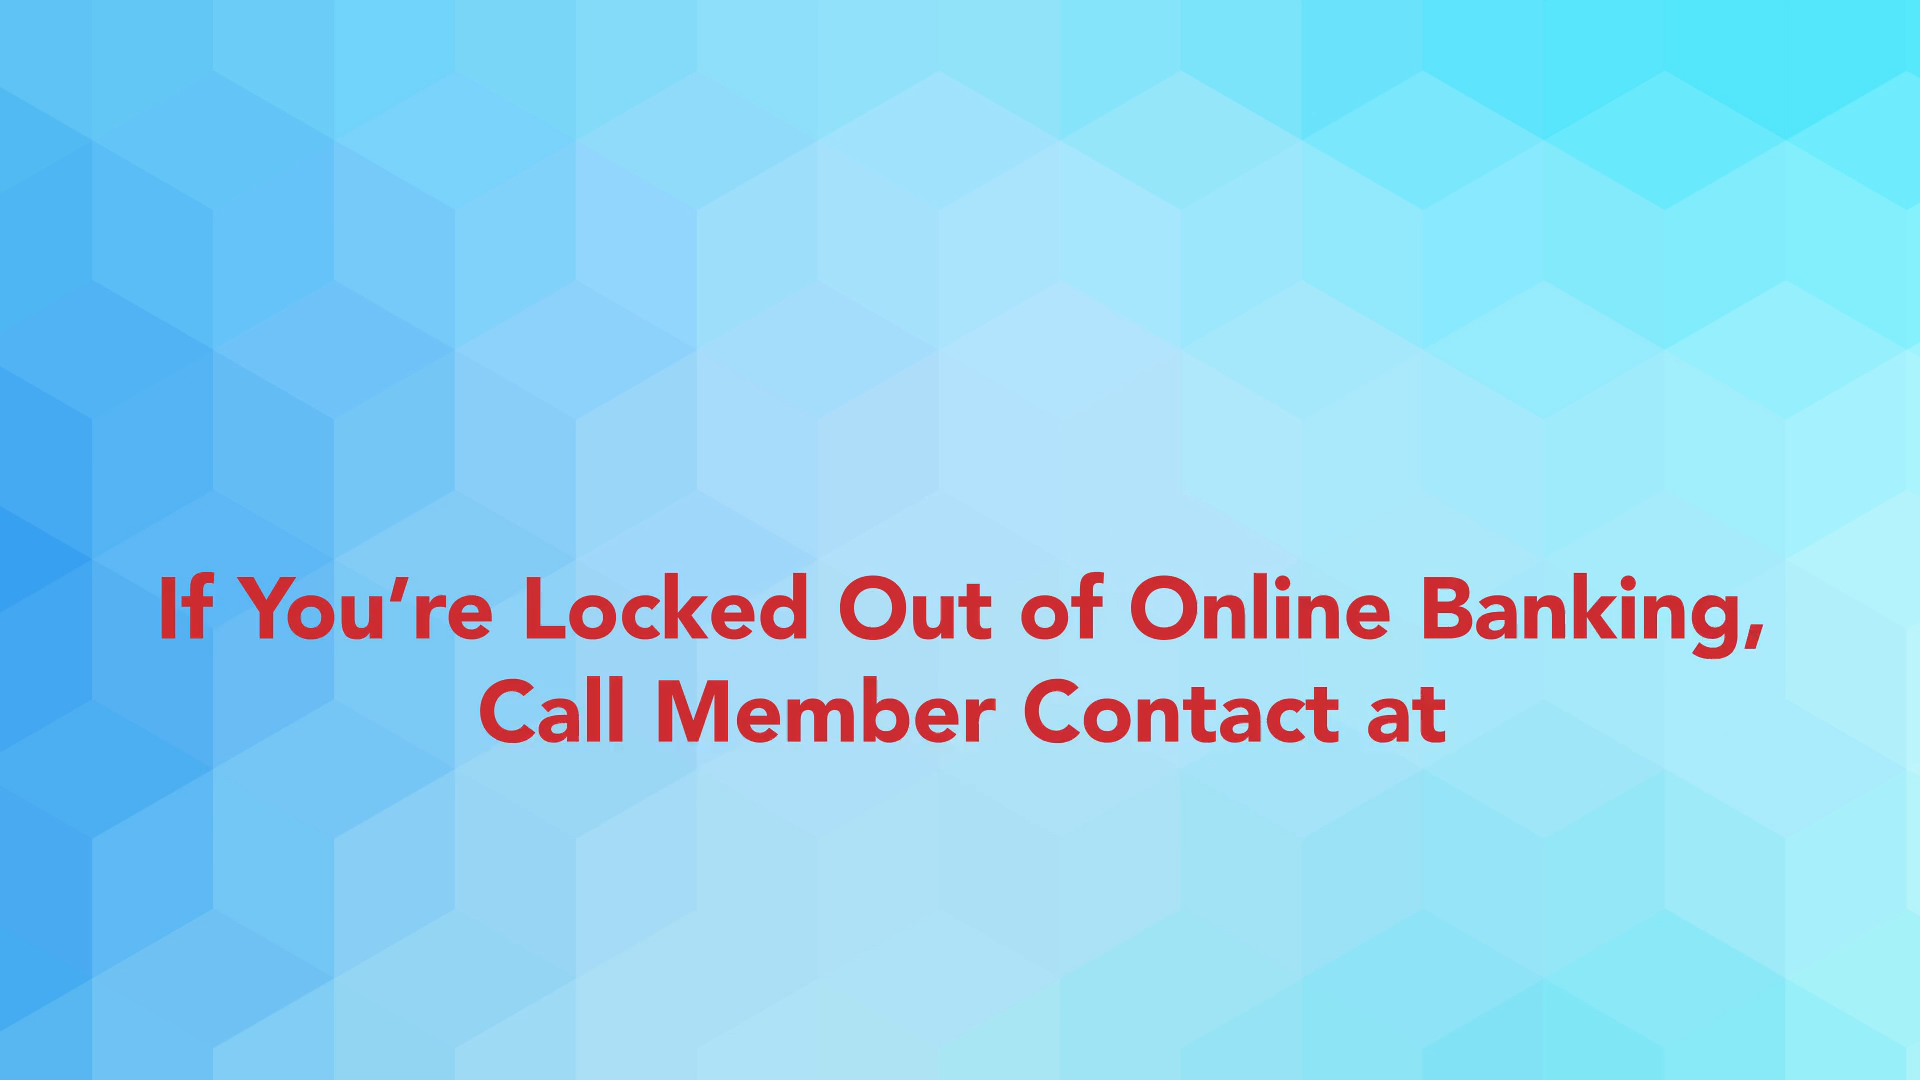 If You’re Locked Out of Online Banking,
Call Member Contact at